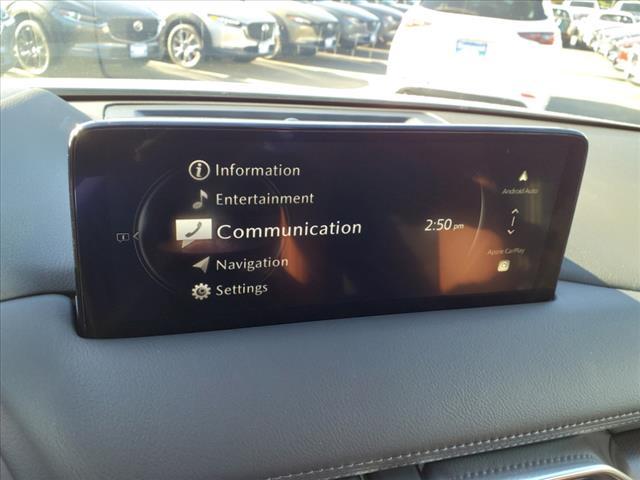 Information
Entertainment
Communication
Navigation
Settings
2:50 pm
Android Auto
Apple CarPlay